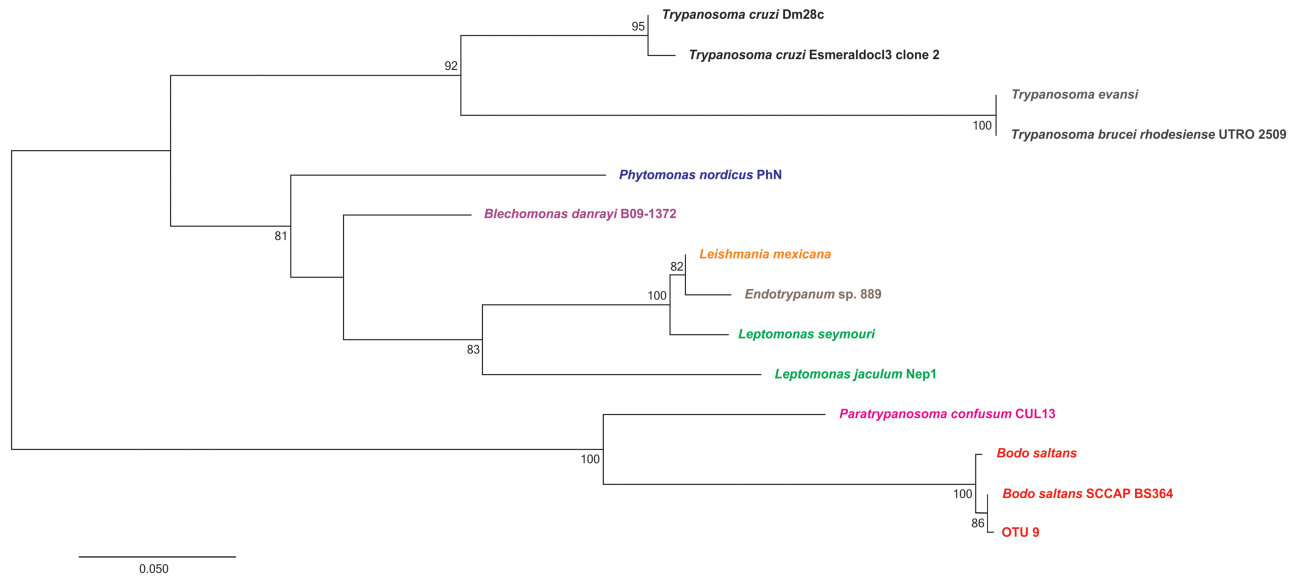 Trypanosoma cruzi Dm28c
95
Trypanosoma cruzi Esmeraldocl3 clone 2
92
Trypanosoma evansi
100
Trypanosoma brucei rhodesiense UTRO 2509
Phytomonas nordicus PhN
Blechomonas danrayi B09-1372
81
Leishmania mexicana
82
Endotrypanum sp. 889
100
Leptomonas seymouri
83
Leptomonas jaculum Nep1
Paratrypanosoma confusum CUL13
100
Bodo saltans
100
Bodo saltans SCCAP BS364
86
OTU 9
0.050